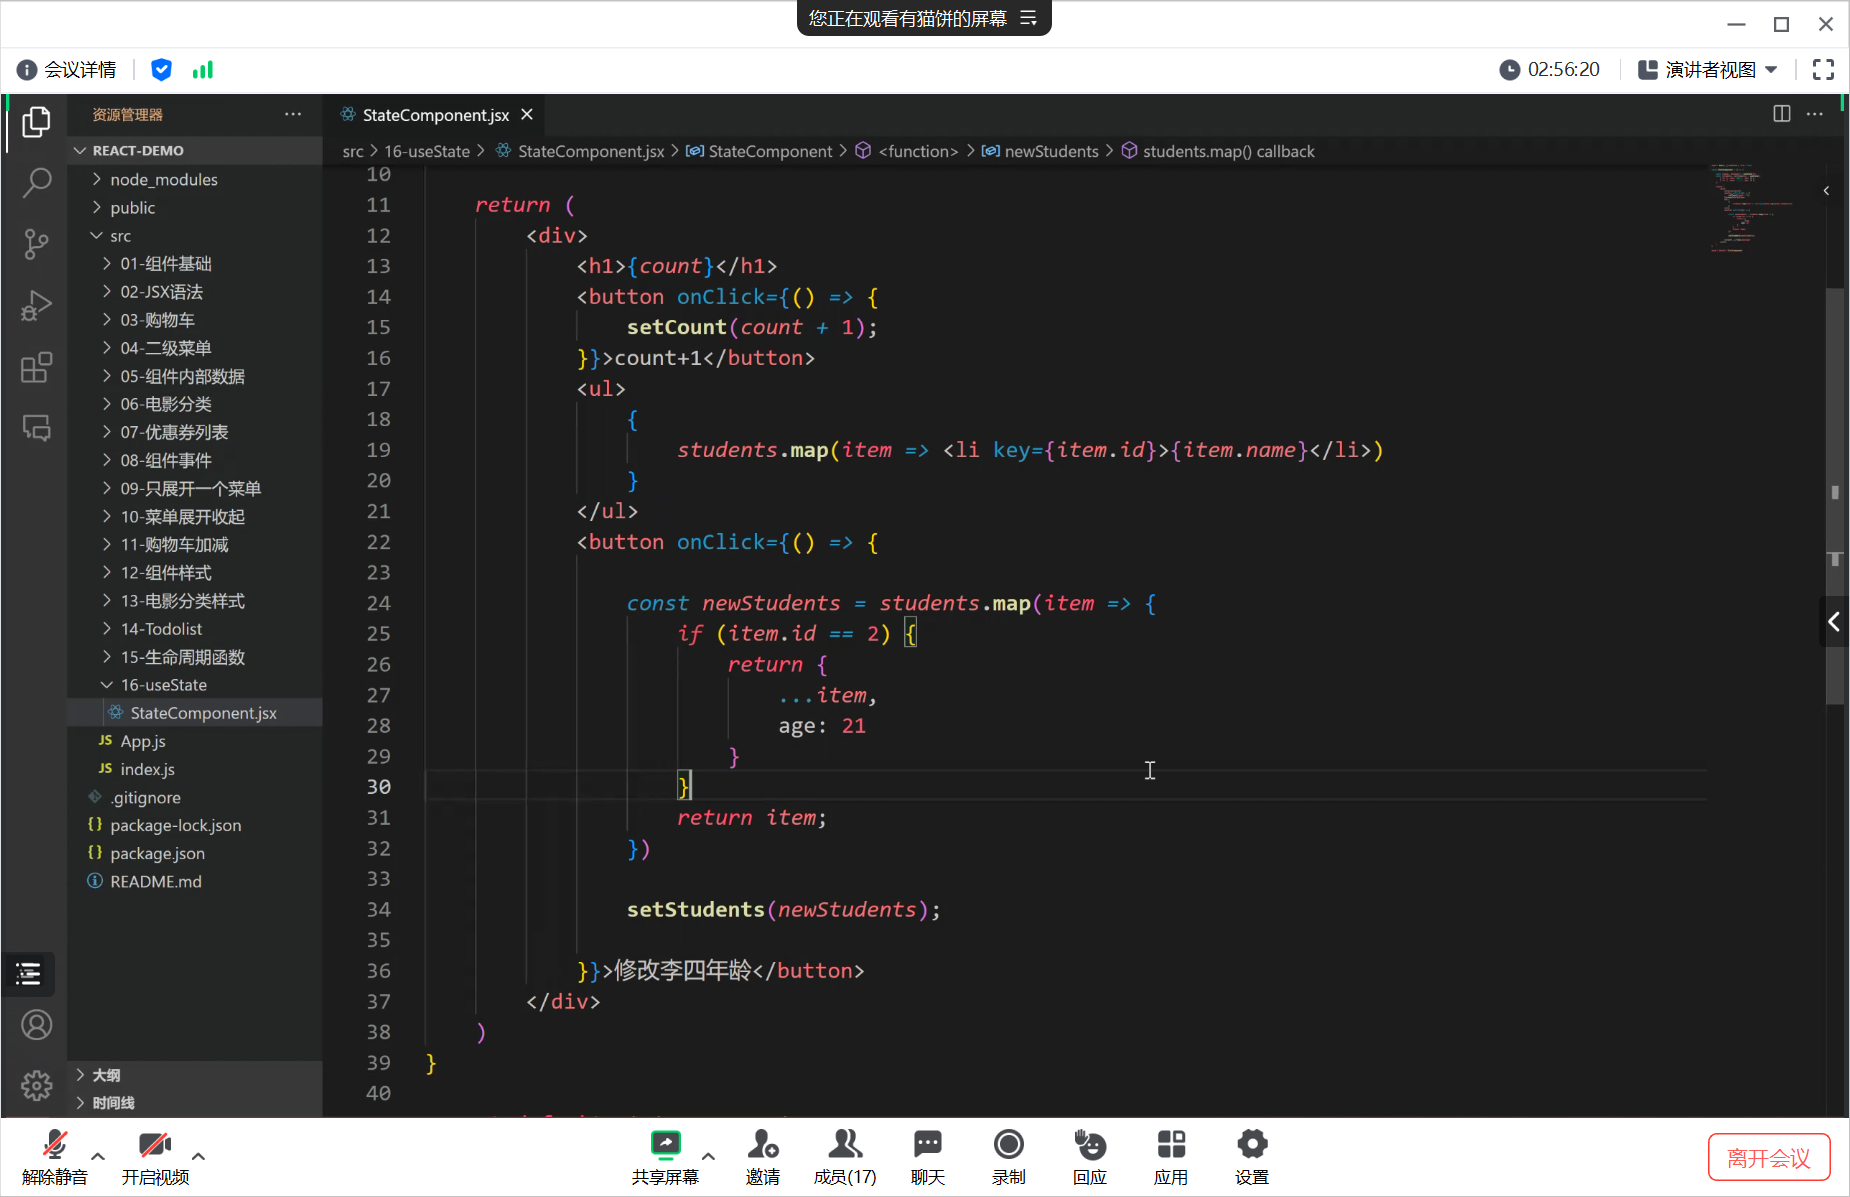 您正在观看有猫饼的屏幕
会议详情
02:56:20
演讲者视图
资源管理器
StateComponent.jsx
REACT-DEMO
src > 16-useState > StateComponent.jsx > StateComponent > <function> > newStudents > students.map() callback
node_modules
public
src
01-组件基础
02-JSX语法
03-购物车
04-二级菜单
05-组件内部数据
06-电影分类
07-优惠券列表
08-组件事件
09-只展开一个菜单
10-菜单展开收起
11-购物车加减
12-组件样式
13-电影分类样式
14-Todolist
15-生命周期函数
16-useState
StateComponent.jsx
JS App.js
JS index.js
.gitignore
{} package-lock.json
{} package.json
README.md
大纲
时间线
10
11 return (
12 <div>
13 <h1>{count}</h1>
14 <button onClick={() => {
15 setCount(count + 1);
16 }}>count+1</button>
17 <ul>
18 {
19 students.map(item => <li key={item.id}>{item.name}</li>)
20 }
21 </ul>
22 <button onClick={() => {
23
24 const newStudents = students.map(item => {
25 if (item.id == 2) {
26 return {
27 ...item,
28 age: 21
29 }
30 }
31 return item;
32 })
33
34 setStudents(newStudents);
35
36 }}>修改李四年龄</button>
37 </div>
38 )
39 }
40
解除静音
开启视频
共享屏幕
邀请
成员(17)
聊天
录制
回应
应用
设置
离开会议